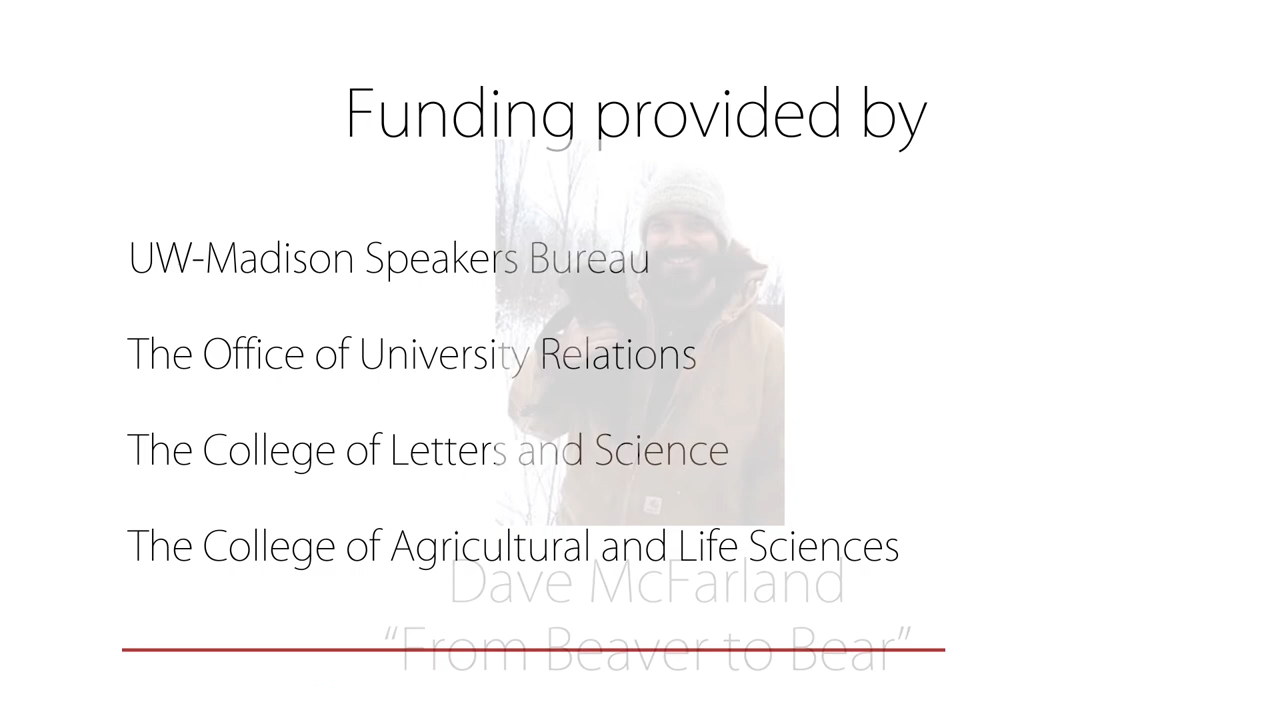 Funding provided by
UW-Madison Speakers Bureau
The Office of University Relations
The College of Letters and Science
The College of Agricultural and Life Sciences
Dave McFarland
“From Beaver to Bear”